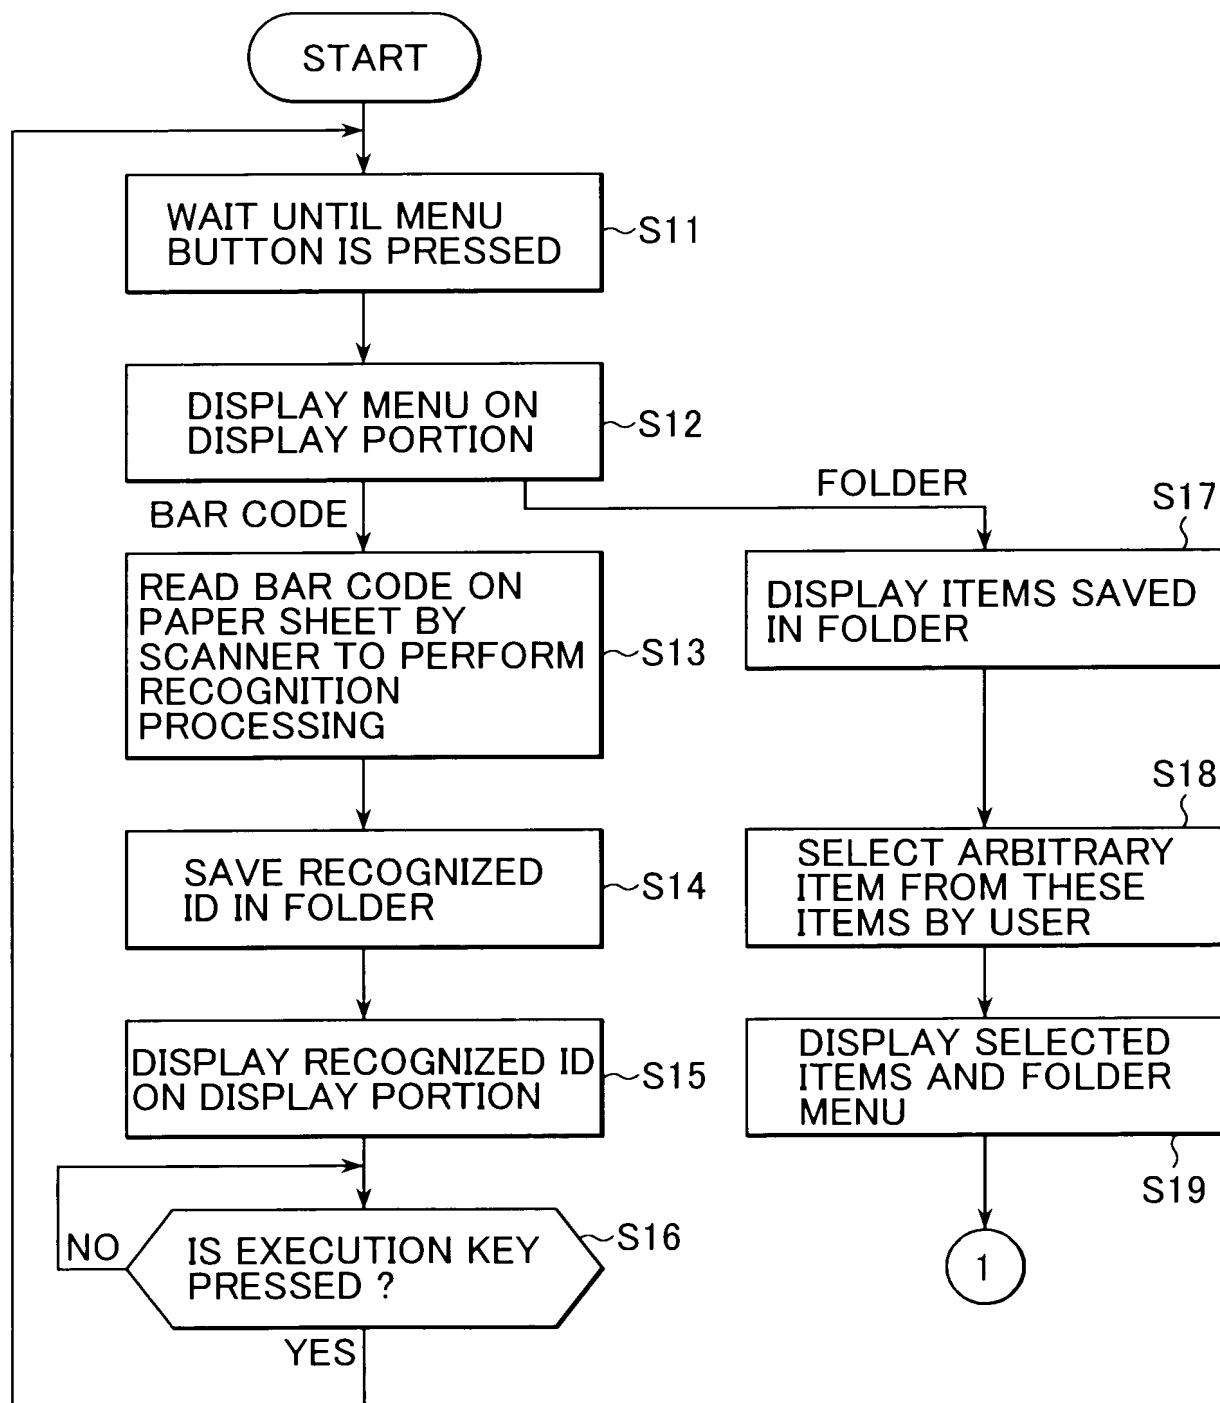 START
WAIT UNTIL MENU
BUTTON IS PRESSED
S11
DISPLAY MENU ON
DISPLAY PORTION
S12
BAR CODE
FOLDER
READ BAR CODE ON
PAPER SHEET BY
SCANNER TO PERFORM
RECOGNITION
PROCESSING
S13
SAVE RECOGNIZED
ID IN FOLDER
S14
DISPLAY RECOGNIZED ID
ON DISPLAY PORTION
S15
IS EXECUTION KEY
PRESSED ?
S16
NO
YES
S17
DISPLAY ITEMS SAVED
IN FOLDER
S18
SELECT ARBITRARY
ITEM FROM THESE
ITEMS BY USER
DISPLAY SELECTED
ITEMS AND FOLDER
MENU
S19
1